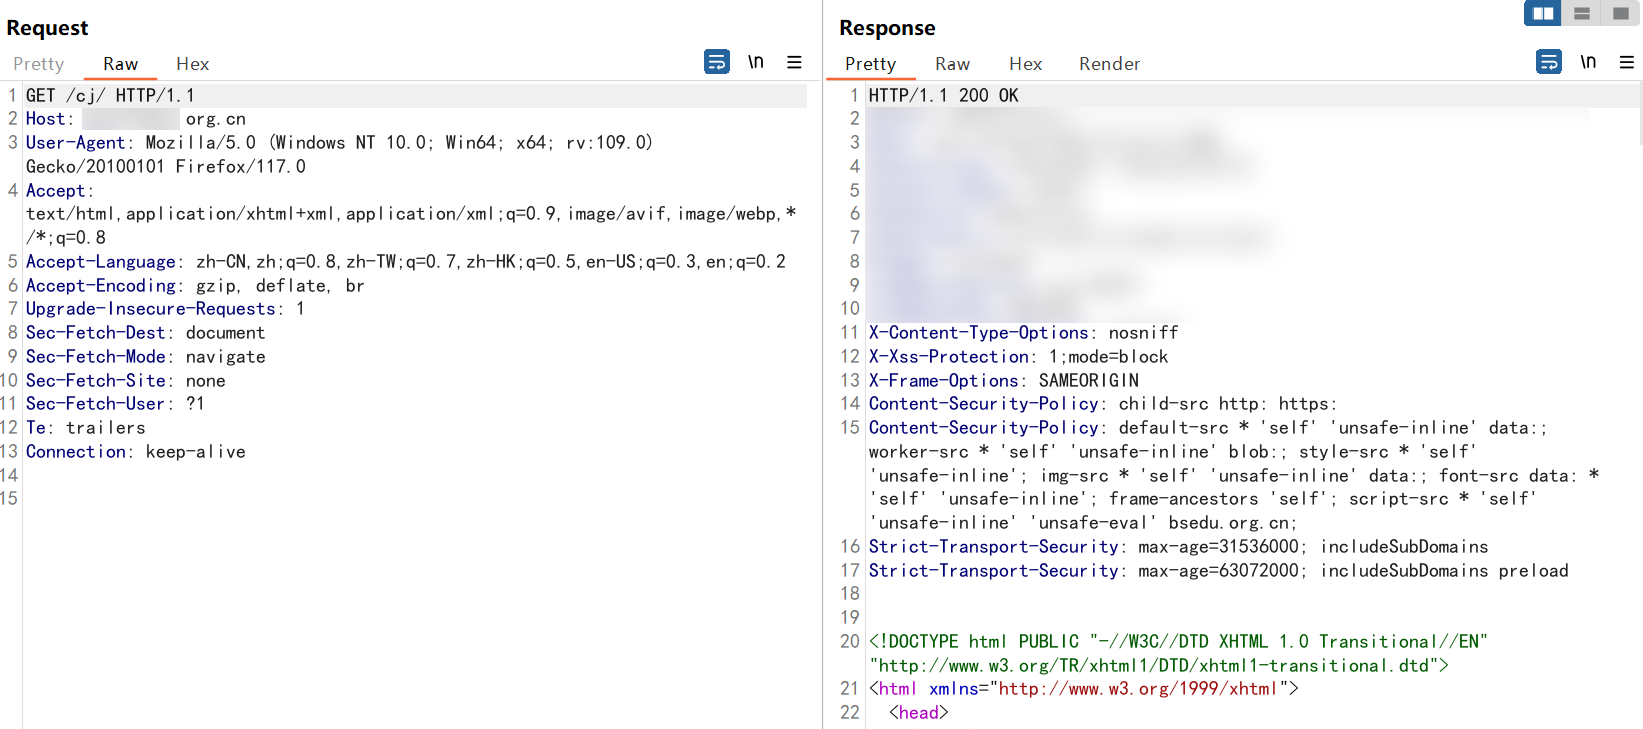 Request
Pretty Raw Hex \n
1 GET /cj/ HTTP/1.1
2 Host: org.cn
3 User-Agent: Mozilla/5.0 (Windows NT 10.0; Win64; x64; rv:109.0)
Gecko/20100101 Firefox/117.0
4 Accept:
text/html,application/xhtml+xml,application/xml;q=0.9,image/avif,image/webp,*
/*;q=0.8
5 Accept-Language: zh-CN,zh;q=0.8,zh-TW;q=0.7,zh-HK;q=0.5,en-US;q=0.3,en;q=0.2
6 Accept-Encoding: gzip, deflate, br
7 Upgrade-Insecure-Requests: 1
8 Sec-Fetch-Dest: document
9 Sec-Fetch-Mode: navigate
10 Sec-Fetch-Site: none
11 Sec-Fetch-User: ?1
12 Te: trailers
13 Connection: keep-alive
14
15
Response
Pretty Raw Hex Render \n
1 HTTP/1.1 200 OK
2
3
4
5
6
7
8
9
10
11 X-Content-Type-Options: nosniff
12 X-Xss-Protection: 1;mode=block
13 X-Frame-Options: SAMEORIGIN
14 Content-Security-Policy: child-src http: https:
15 Content-Security-Policy: default-src * 'self' 'unsafe-inline' data:;
worker-src * 'self' 'unsafe-inline' blob:; style-src * 'self'
'unsafe-inline'; img-src * 'self' 'unsafe-inline' data:; font-src data: *
'self' 'unsafe-inline'; frame-ancestors 'self'; script-src * 'self'
'unsafe-inline' 'unsafe-eval' bsedu.org.cn;
16 Strict-Transport-Security: max-age=31536000; includeSubDomains
17 Strict-Transport-Security: max-age=63072000; includeSubDomains preload
18
19
20 <!DOCTYPE html PUBLIC "-//W3C//DTD XHTML 1.0 Transitional//EN"
"http://www.w3.org/TR/xhtml1/DTD/xhtml1-transitional.dtd">
21 <html xmlns="http://www.w3.org/1999/xhtml">
22 <head>